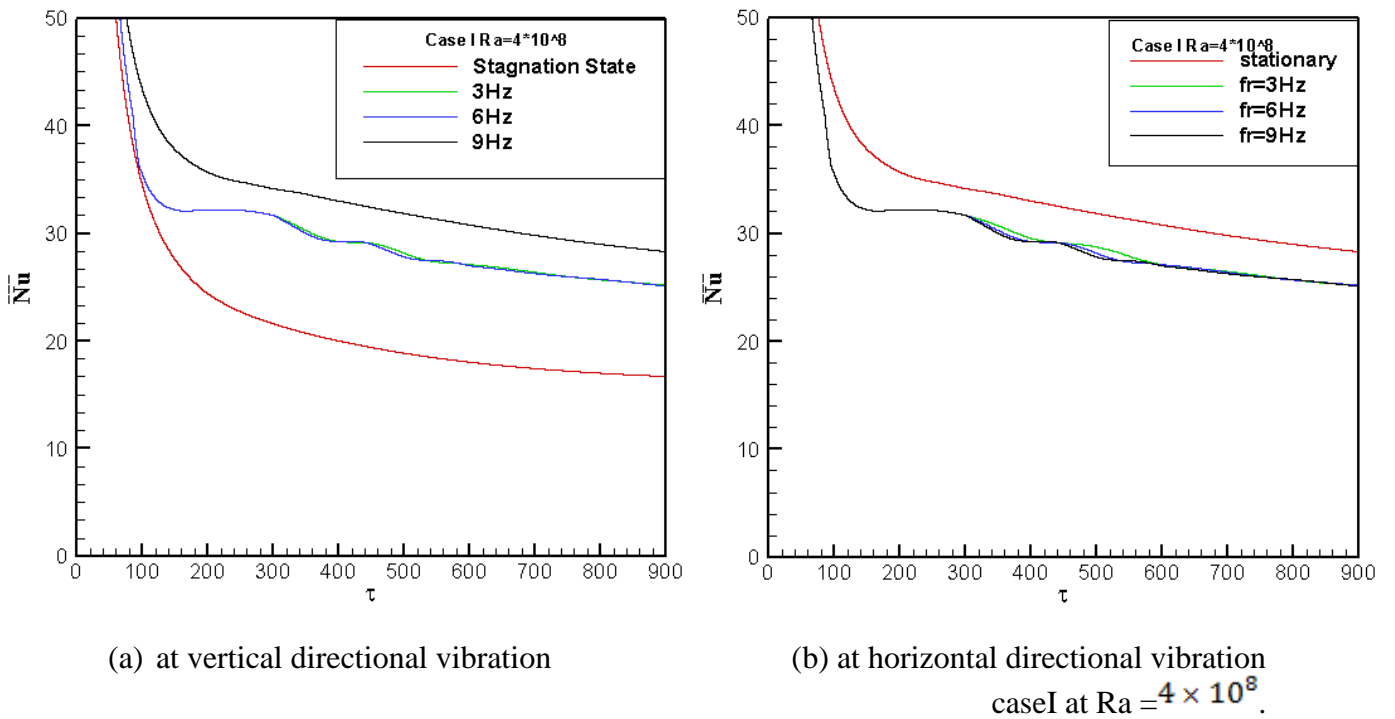 50
40
30
20
10
0
Nu
Case I Ra=4*10^8
Stagnation State
3Hz
6Hz
9Hz
0 100 200 300 400 500 600 700 800 900
τ
(a) at vertical directional vibration
50
40
30
20
10
0
Nu
Case I Ra=4*10^8
stationary
fr=3Hz
fr=6Hz
fr=9Hz
0 100 200 300 400 500 600 700 800 900
τ
(b) at horizontal directional vibration
caseI at Ra =4 × 10⁸.